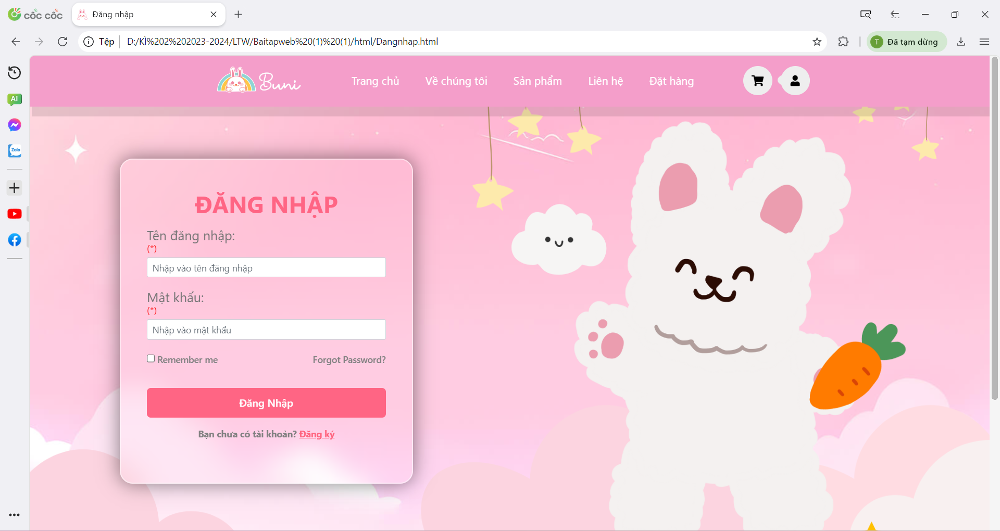 cốc cốc
Đăng nhập
Tệp
D:/KÌ%202%202023-2024/LTW/Baitapweb%20(1)%20(1)/html/Dangnhap.html
T
Đã tạm dừng
AI
Zalo
Buni
Trang chủ
Về chúng tôi
Sản phẩm
Liên hệ
Đặt hàng
ĐĂNG NHẬP
Tên đăng nhập:
(*)
Nhập vào tên đăng nhập
Mật khẩu:
(*)
Nhập vào mật khẩu
Remember me
Forgot Password?
Đăng Nhập
Bạn chưa có tài khoản? Đăng ký